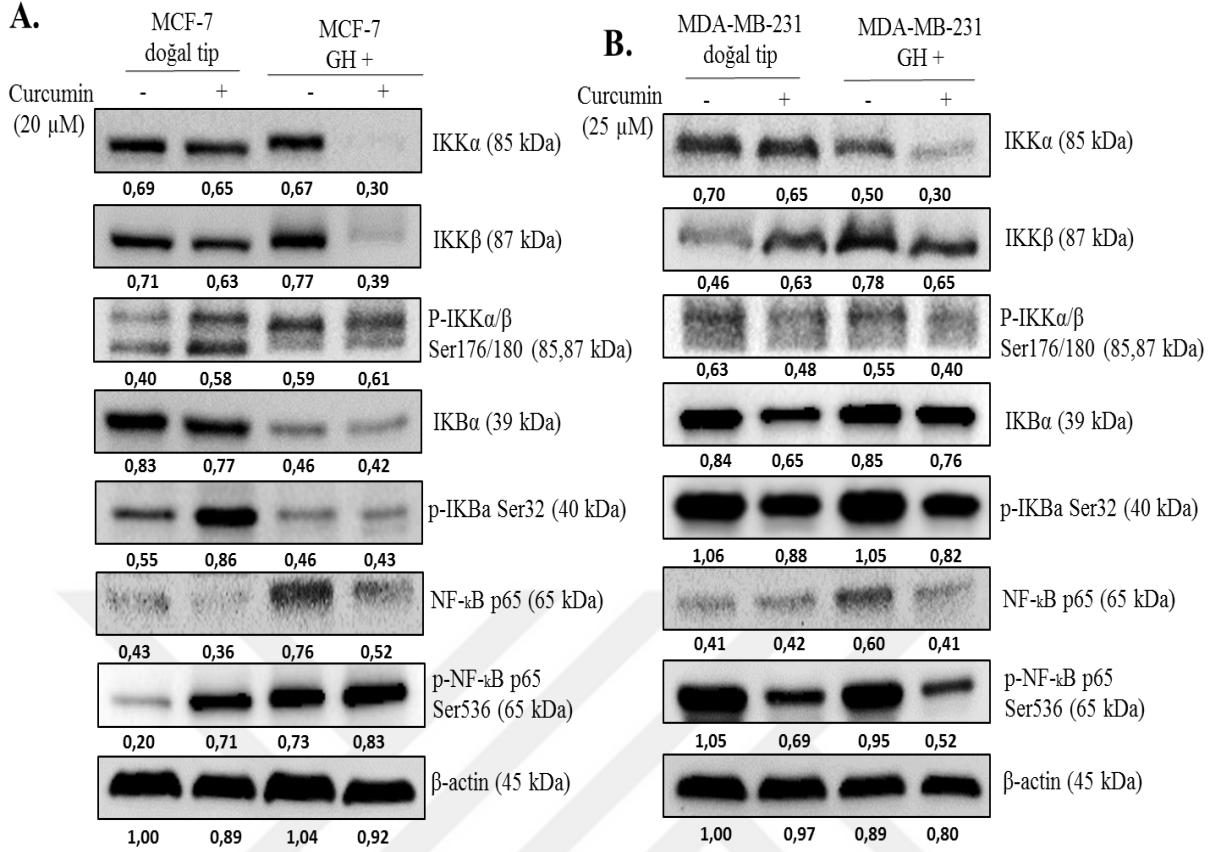 A.
MCF-7
doğal tip
MCF-7
GH +
Curcumin
(20 µM)
- + - +
IKKα (85 kDa)
0,69 0,65 0,67 0,30
IKKβ (87 kDa)
0,71 0,63 0,77 0,39
P-IKKα/β
Ser176/180 (85,87 kDa)
0,40 0,58 0,59 0,61
IKBα (39 kDa)
0,83 0,77 0,46 0,42
p-IKBa Ser32 (40 kDa)
0,55 0,86 0,46 0,43
NF-κB p65 (65 kDa)
0,43 0,36 0,76 0,52
p-NF-κB p65
Ser536 (65 kDa)
0,20 0,71 0,73 0,83
β-actin (45 kDa)
1,00 0,89 1,04 0,92
B.
MDA-MB-231
doğal tip
MDA-MB-231
GH +
Curcumin
(25 µM)
- + - +
IKKα (85 kDa)
0,70 0,65 0,50 0,30
IKKβ (87 kDa)
0,46 0,63 0,78 0,65
P-IKKα/β
Ser176/180 (85,87 kDa)
0,63 0,48 0,55 0,40
IKBα (39 kDa)
0,84 0,65 0,85 0,76
p-IKBa Ser32 (40 kDa)
1,06 0,88 1,05 0,82
NF-κB p65 (65 kDa)
0,41 0,42 0,60 0,41
p-NF-κB p65
Ser536 (65 kDa)
1,05 0,69 0,95 0,52
β-actin (45 kDa)
1,00 0,97 0,89 0,80